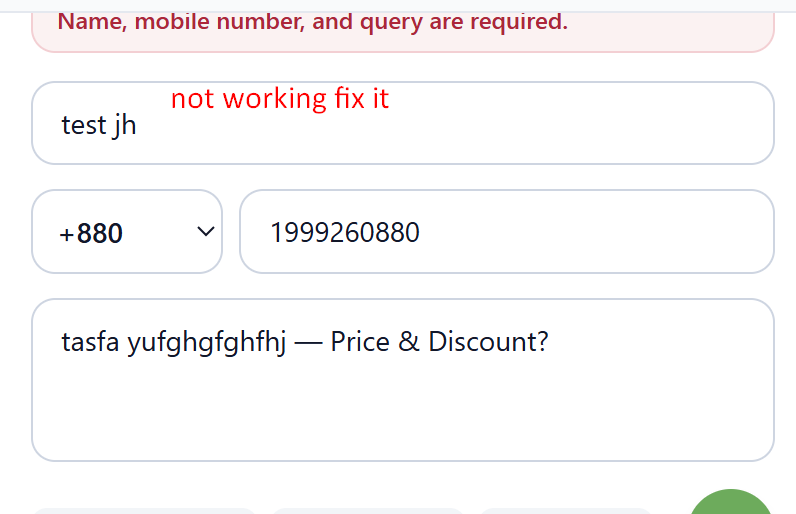 Name, mobile number, and query are required.
not working fix it
test jh
+880
1999260880
tasfa yufghgfghfhj — Price & Discount?